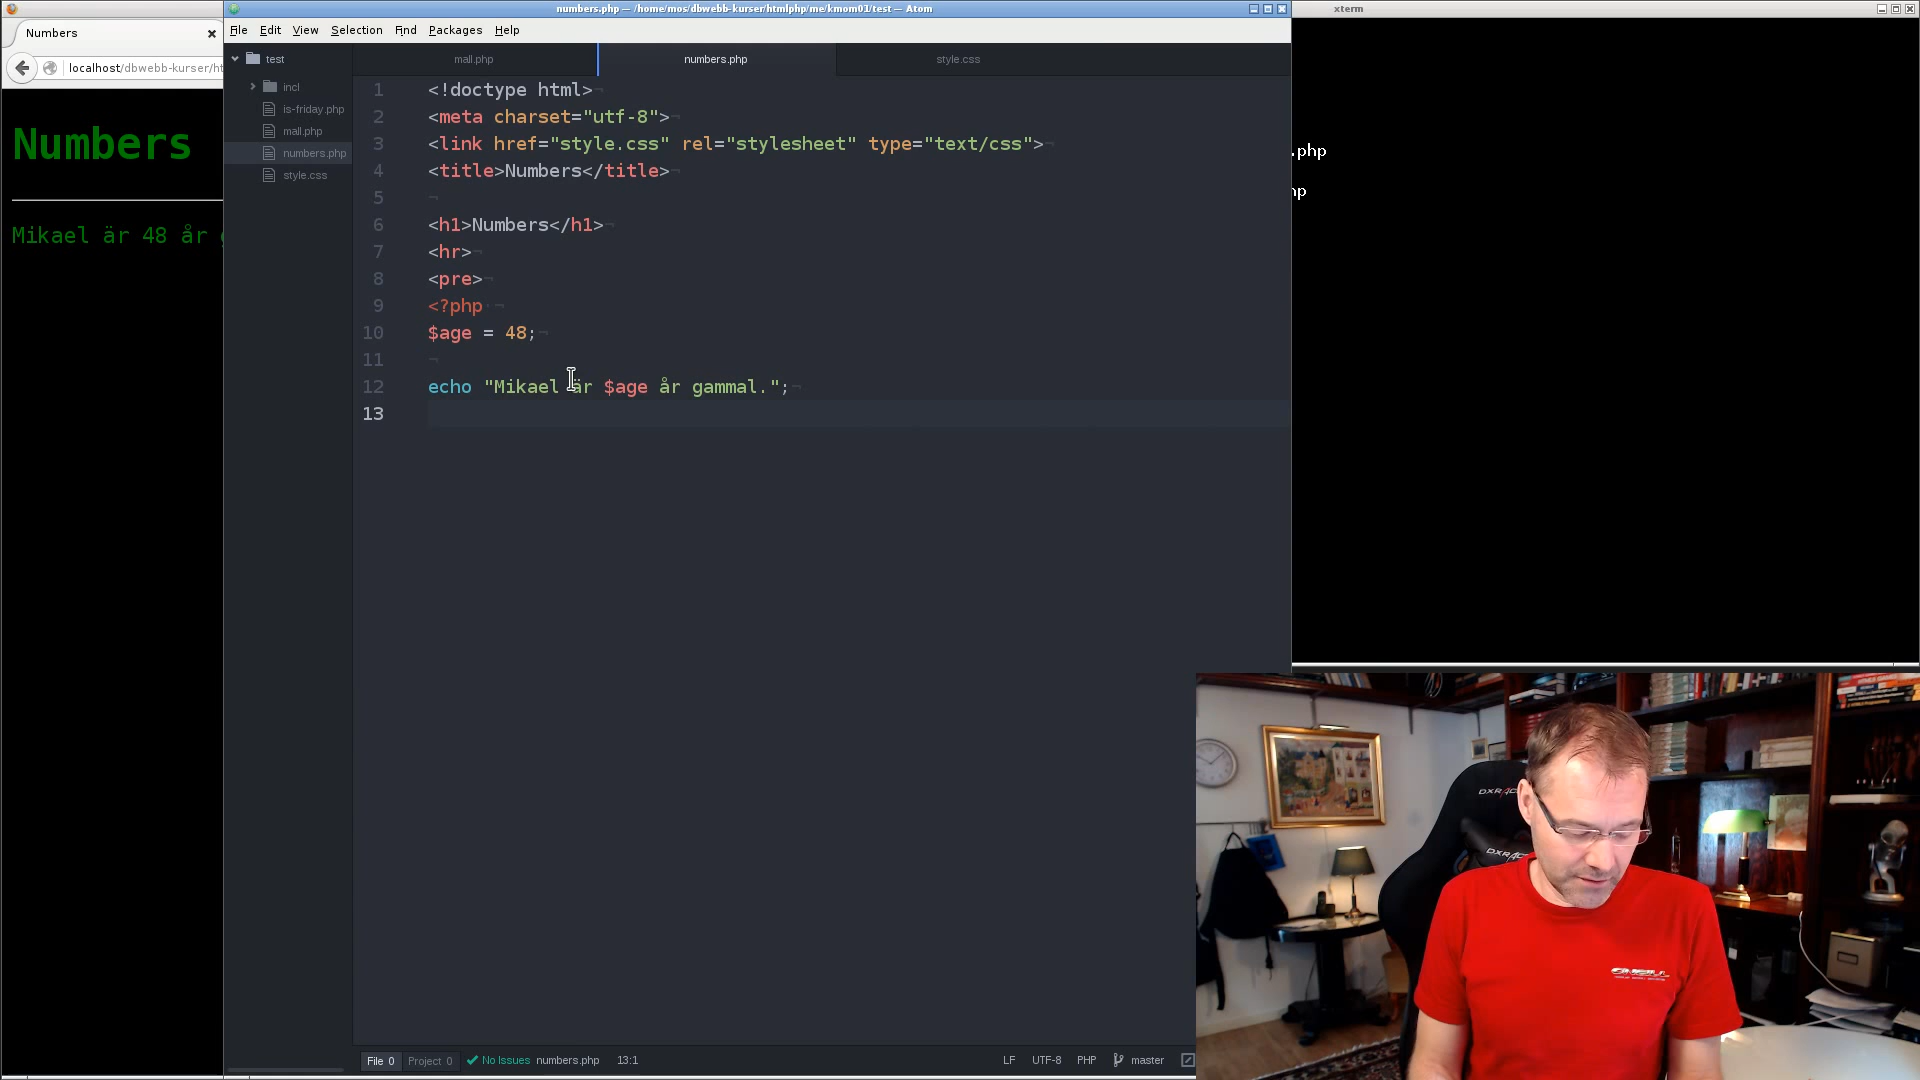 numbers.php — /home/mos/dbwebb-kurser/htmlphp/me/kmom01/test — Atom
xterm
Numbers
File Edit View Selection Find Packages Help
localhost/dbwebb-kurser/ht
test
mall.php
numbers.php
style.css
incl
is-friday.php
mall.php
numbers.php
style.css
Numbers
Mikael är 48 år
1 <!doctype html>
2 <meta charset="utf-8">
3 <link href="style.css" rel="stylesheet" type="text/css">
4 <title>Numbers</title>
5
6 <h1>Numbers</h1>
7 <hr>
8 <pre>
9 <?php
10 $age = 48;
11
12 echo "Mikael är $age år gammal.";
13
.php
hp
File 0 Project 0 No Issues numbers.php 13:1
LF UTF-8 PHP master